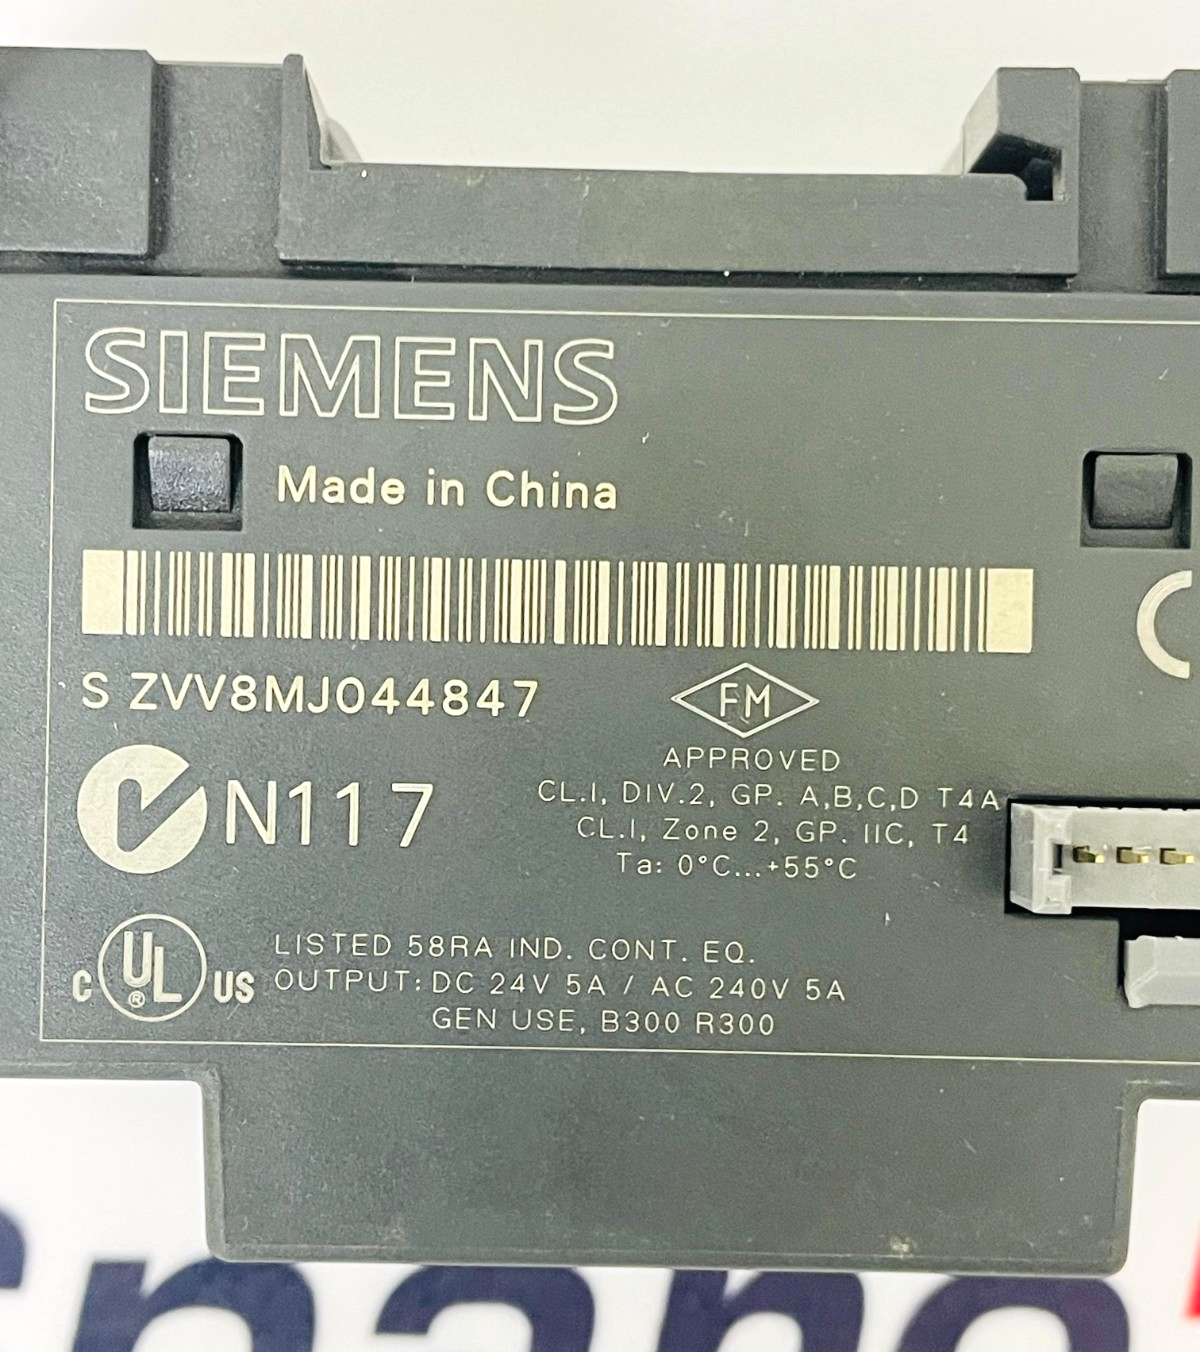 SIEMENS
Made in China
S ZVV8MJ044847
FM
APPROVED
CL.I, DIV.2, GP. A,B,C,D T4A
CL.I, Zone 2, GP. IIC, T4
Ta: 0°C...+55°C
N117
C UL ® US
LISTED 58RA IND. CONT. EQ.
OUTPUT: DC 24V 5A / AC 240V 5A
GEN USE, B300 R300